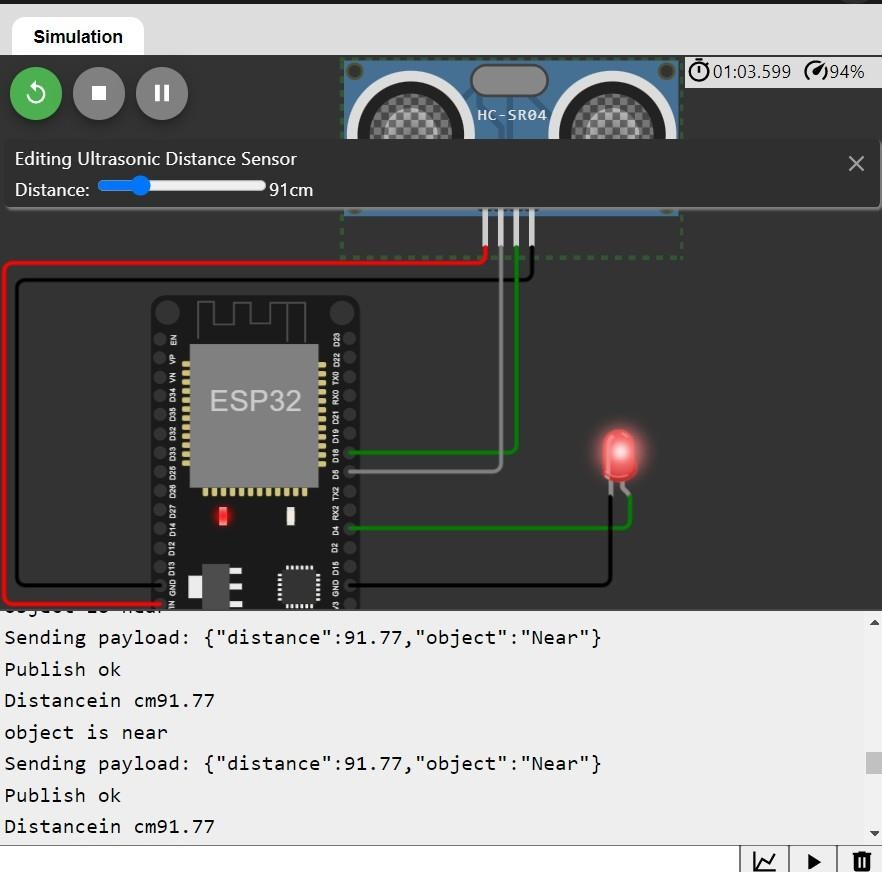 Simulation
01:03.599 94%
HC-SR04
Editing Ultrasonic Distance Sensor
Distance: 91cm
ESP32
EN
VP
VN
D34
D35
D32
D33
D25
D26
D27
D14
D12
D13
GND
D23
D22
TX0
RX0
D21
D19
D18
D5
TX2
RX2
D4
D2
D15
GND
object is near
Sending payload: {"distance":91.77,"object":"Near"}
Publish ok
Distancein cm91.77
object is near
Sending payload: {"distance":91.77,"object":"Near"}
Publish ok
Distancein cm91.77